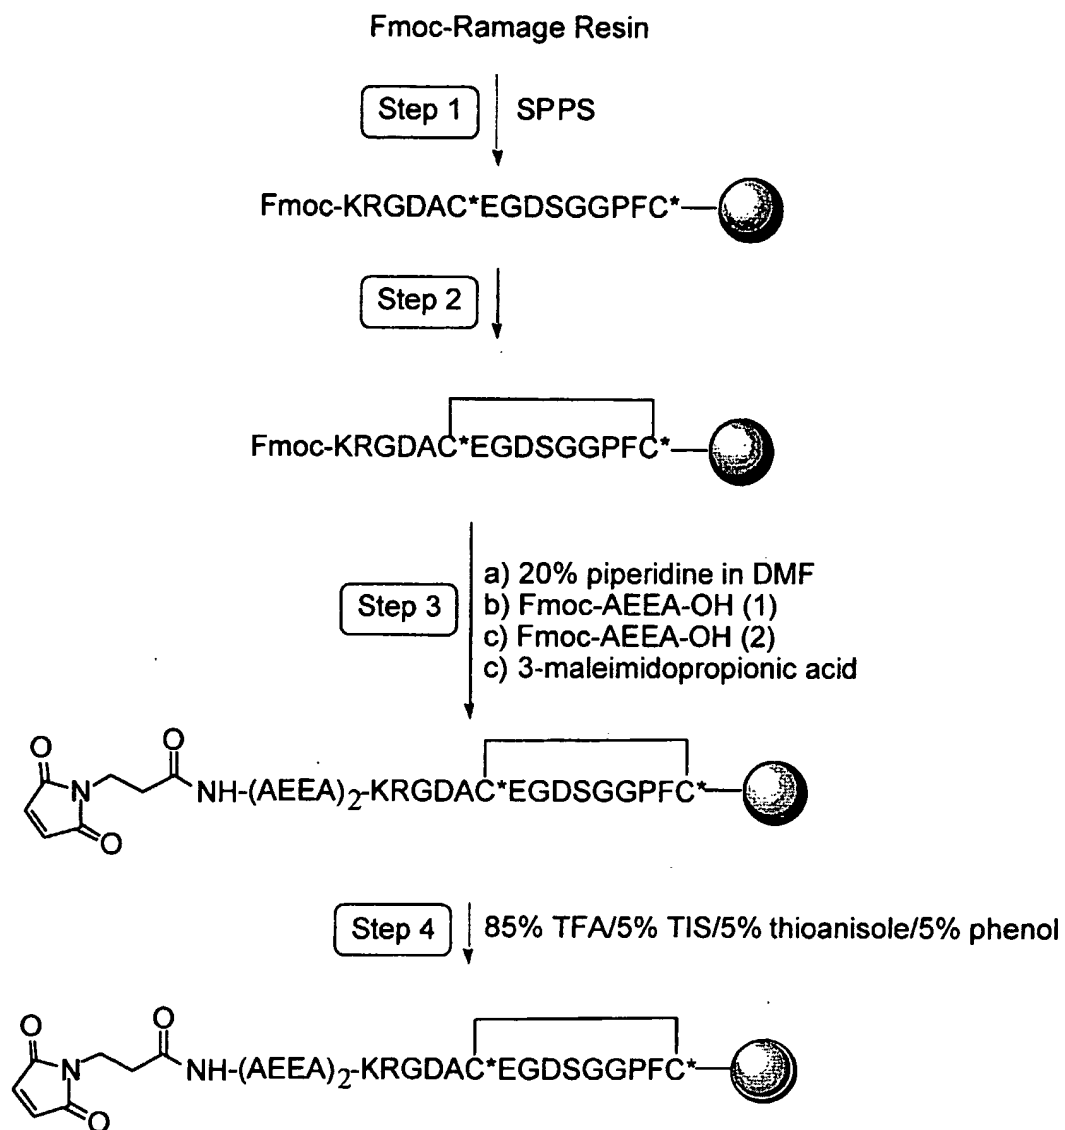 Fmoc-Ramage Resin
Step 1
SPPS
Fmoc-KRGDAC*EGDSGGPFC*
Step 2
Fmoc-KRGDAC*EGDSGGPFC*
Step 3
a) 20% piperidine in DMF
b) Fmoc-AEEA-OH (1)
c) Fmoc-AEEA-OH (2)
c) 3-maleimidopropionic acid
O
O
N
O
NH-(AEEA)2-KRGDAC*EGDSGGPFC*
Step 4
85% TFA/5% TIS/5% thioanisole/5% phenol
O
O
N
O
NH-(AEEA)2-KRGDAC*EGDSGGPFC*